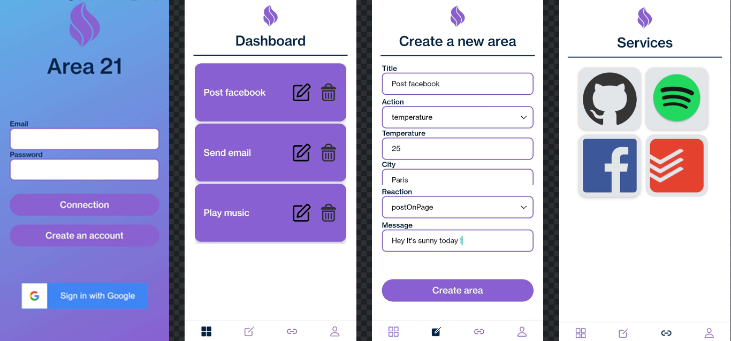 Area 21
Email
Password
Connection
Create an account
Sign in with Google
Dashboard
Post facebook
Send email
Play music
Create a new area
Title
Post facebook
Action
temperature
Temperature
25
City
Paris
Reaction
postOnPage
Message
Hey It's sunny today !
Create area
Services